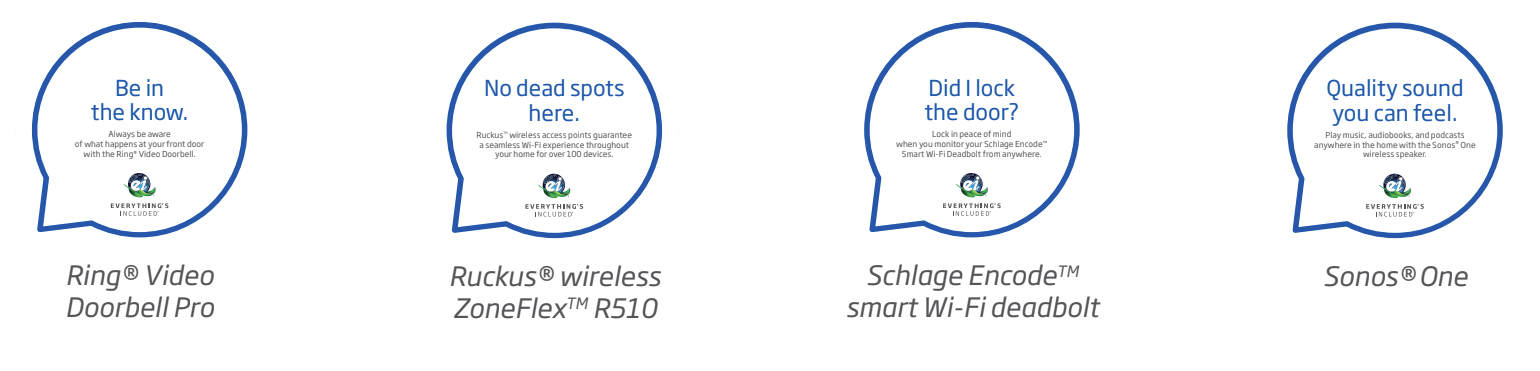 Be in
the know.
Always be aware
of what happens at your front door
with the Ring® Video Doorbell.
ei
EVERYTHING'S
INCLUDED®
Ring® Video
Doorbell Pro
No dead spots
here.
Ruckus™ wireless access points guarantee
a seamless Wi-Fi experience throughout
your home for over 100 devices.
ei
EVERYTHING'S
INCLUDED®
Ruckus® wireless
ZoneFlex™ R510
Did I lock
the door?
Lock in peace of mind
when you monitor your Schlage Encode™
Smart Wi-Fi Deadbolt from anywhere.
ei
EVERYTHING'S
INCLUDED®
Schlage Encode™
smart Wi-Fi deadbolt
Quality sound
you can feel.
Play music, audiobooks, and podcasts
anywhere in the home with the Sonos® One
wireless speaker.
ei
EVERYTHING'S
INCLUDED®
Sonos® One